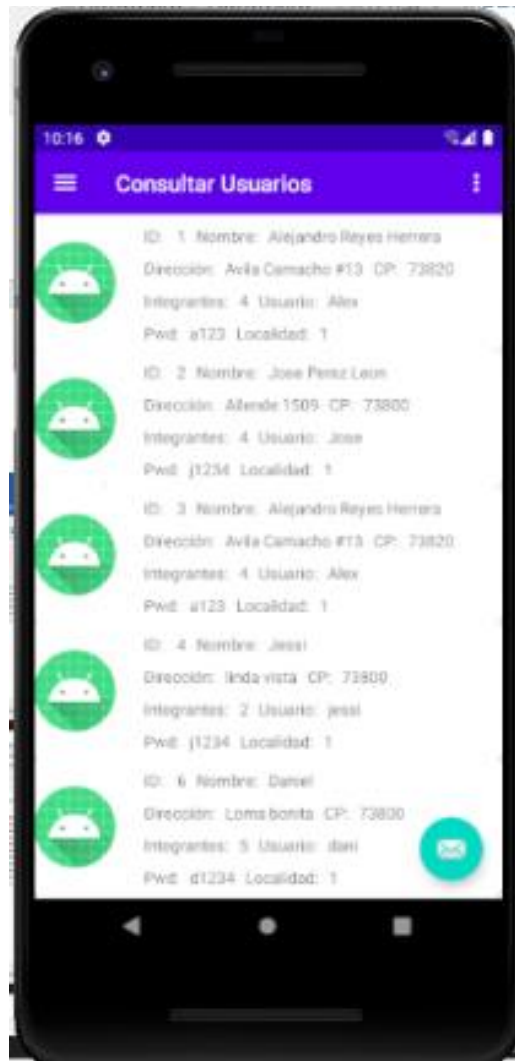 10:16
Consultar Usuarios
ID: 1 Nombre: Alejandro Reyes Herrera
Dirección: Avila Camacho #13 CP: 73820
Integrantes: 4 Usuario: Alex
Pwd: a123 Localidad: 1
ID: 2 Nombre: Jose Perez Leon
Dirección: Allende 1509 CP: 73800
Integrantes: 4 Usuario: Jose
Pwd: j1234 Localidad: 1
ID: 3 Nombre: Alejandro Reyes Herrera
Dirección: Avila Camacho #13 CP: 73820
Integrantes: 4 Usuario: Alex
Pwd: a123 Localidad: 1
ID: 4 Nombre: Jessi
Dirección: linda vista CP: 73800
Integrantes: 2 Usuario: jessi
Pwd: j1234 Localidad: 1
ID: 6 Nombre: Daniel
Dirección: Loma bonita CP: 73800
Integrantes: 5 Usuario: dani
Pwd: d1234 Localidad: 1